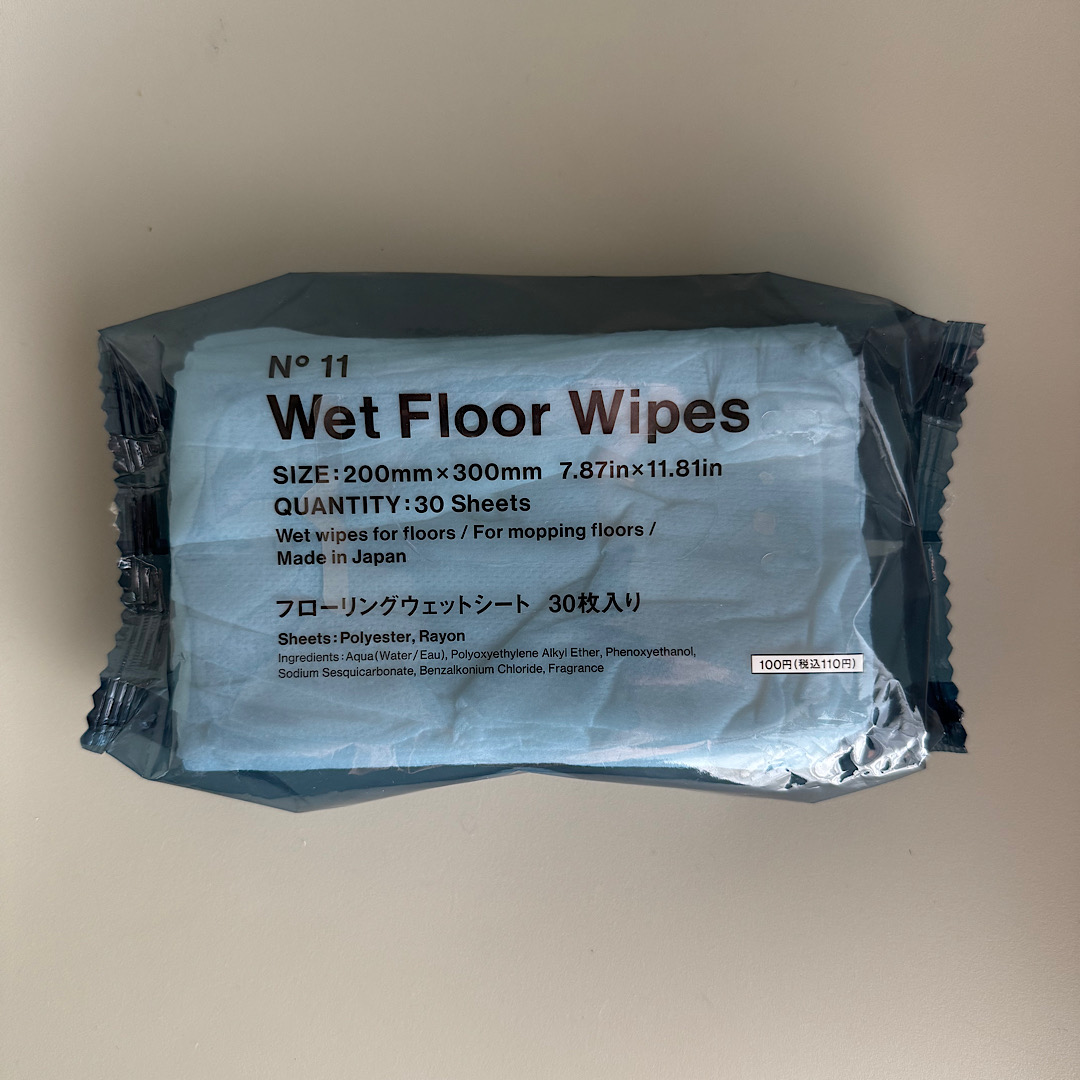 Nº 11
Wet Floor Wipes
SIZE:200mm×300mm 7.87in×11.81in
QUANTITY:30 Sheets
Wet wipes for floors / For mopping floors /
Made in Japan
フローリングウェットシート 30枚入り
Sheets:Polyester, Rayon
Ingredients:Aqua(Water/Eau), Polyoxyethylene Alkyl Ether, Phenoxyethanol,
Sodium Sesquicarbonate, Benzalkonium Chloride, Fragrance
100円(税込110円)